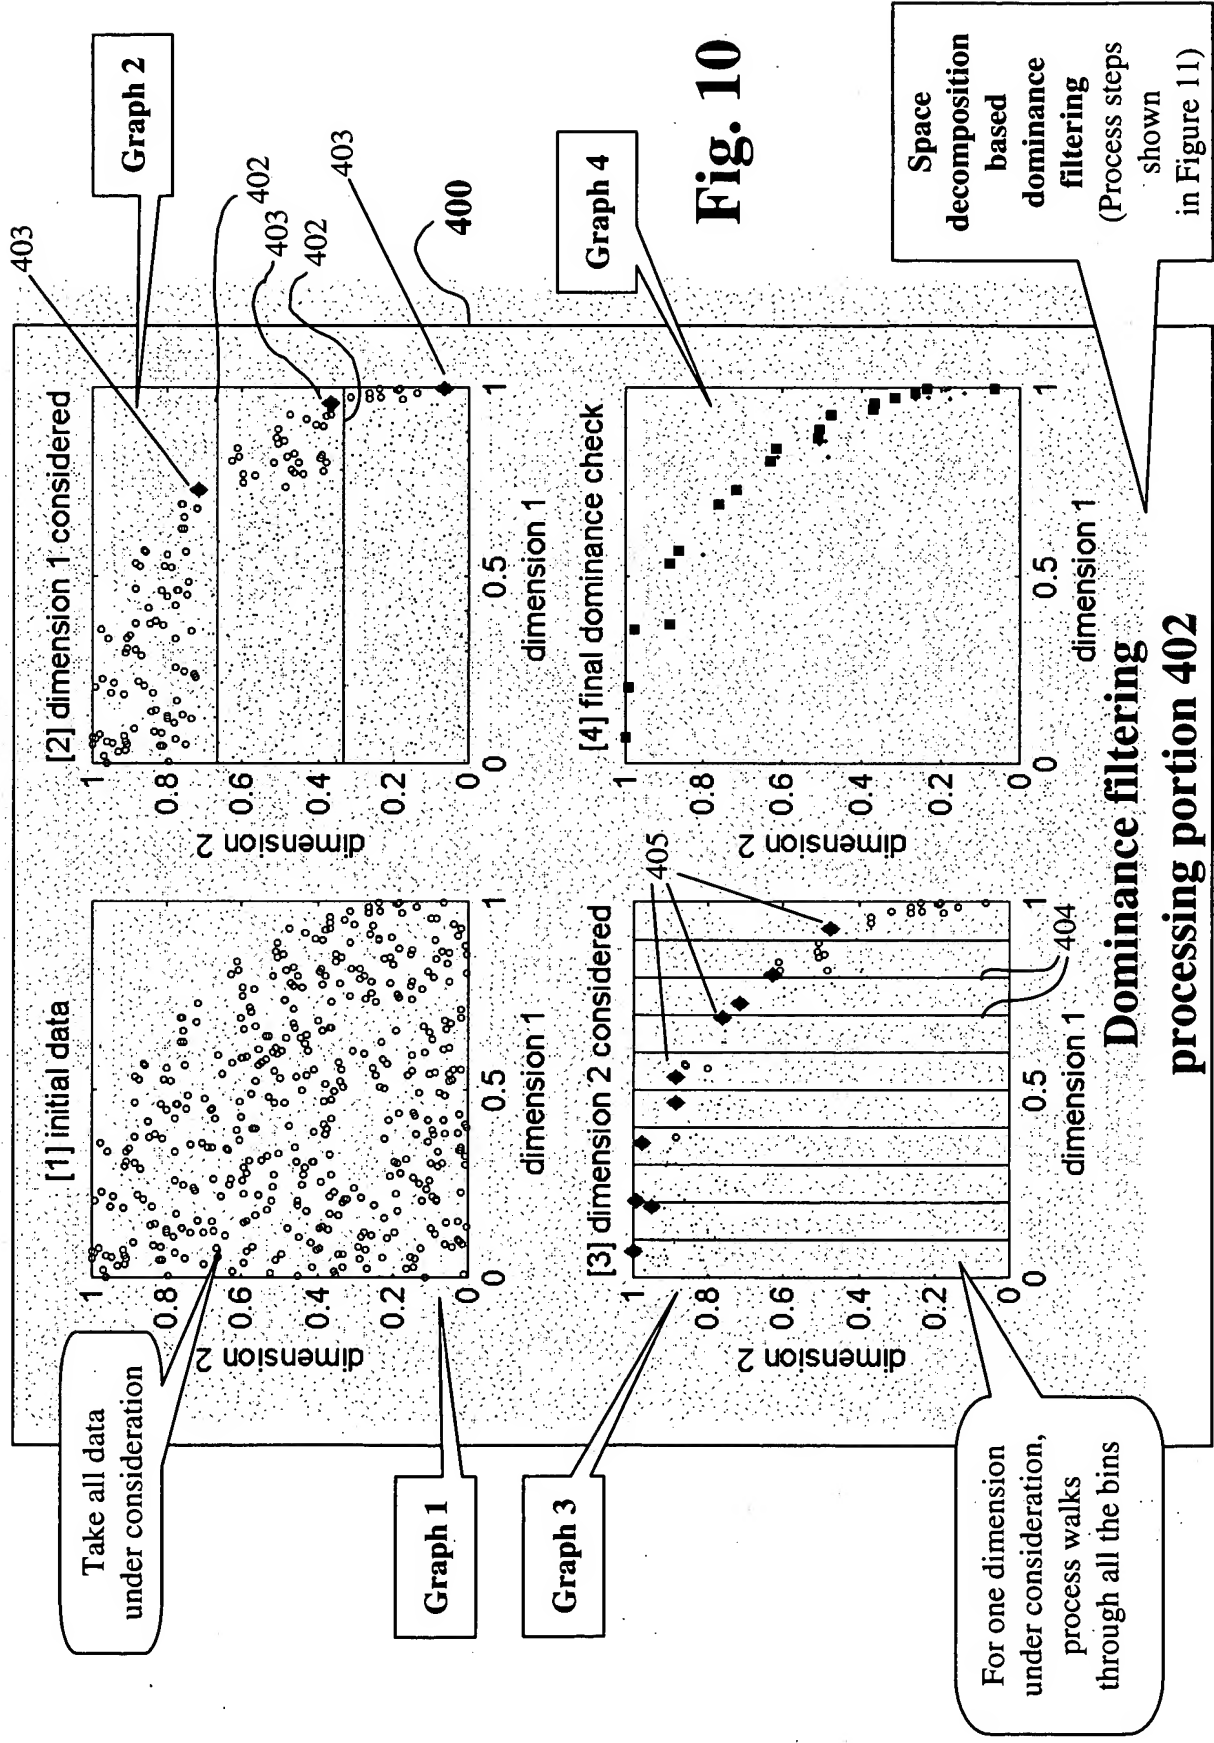 Take all data
under consideration
Graph 1
[1] initial data
1
0.8
0.6
0.4
0.2
0
dimension 2
0
0.5
1
dimension 1
403
Graph 2
[2] dimension 1 considered
402
403
402
403
400
1
0.8
0.6
0.4
0.2
0
dimension 2
0
0.5
1
dimension 1
Graph 3
[3] dimension 2 considered
405
404
1
0.8
0.6
0.4
0.2
0
dimension 2
0
0.5
1
dimension 1
For one dimension
under consideration,
process walks
through all the bins
Graph 4
[4] final dominance check
1
0.8
0.6
0.4
0.2
0
dimension 2
0
0.5
1
dimension 1
Fig. 10
Space
decomposition
based
dominance
filtering
(Process steps
shown
in Figure 11)
Dominance filtering
processing portion 402